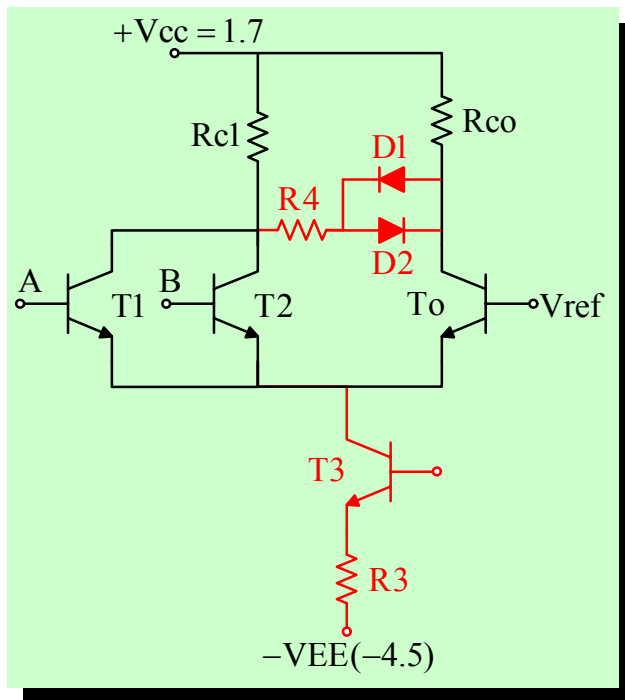 +Vcc = 1.7
Rc1
Rco
D1
R4
D2
A
T1
B
T2
To
Vref
T3
R3
−VEE(−4.5)